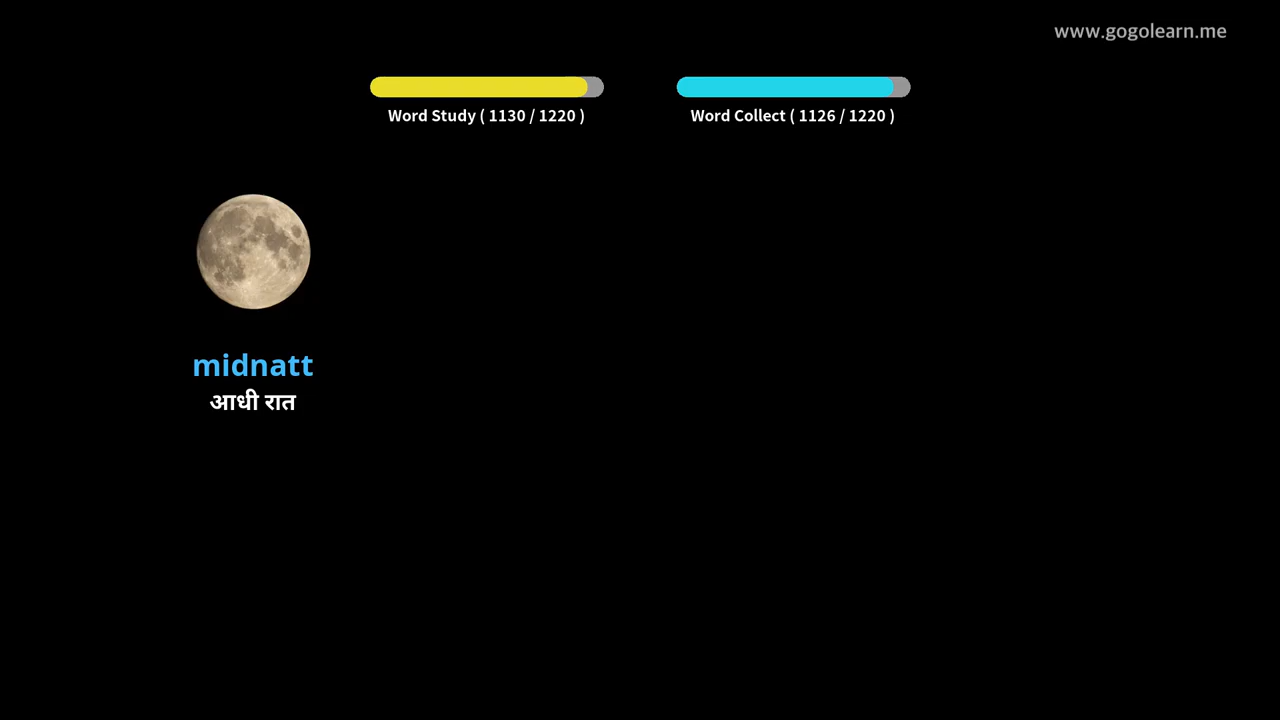 www.gogolearn.me
Word Study ( 1130 / 1220 )
Word Collect ( 1126 / 1220 )
midnatt
आधी रात